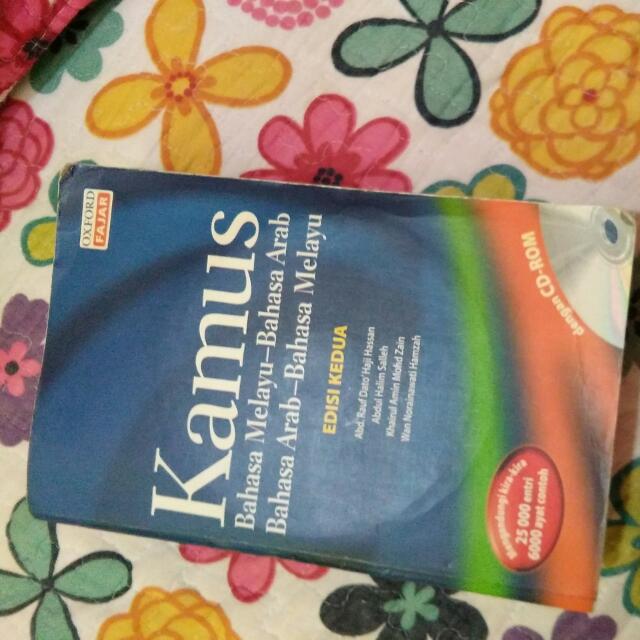 OXFORD
FAJAR
Kamus
Bahasa Melayu–Bahasa Arab
Bahasa Arab–Bahasa Melayu
EDISI KEDUA
Abd. Rauf Dato' Haji Hassan
Abdul Halim Salleh
Khairul Amin Mohd Zain
Wan Norainawati Hamzah
dengan CD-ROM
Mengandungi kira-kira
25 000 entri
6000 ayat contoh